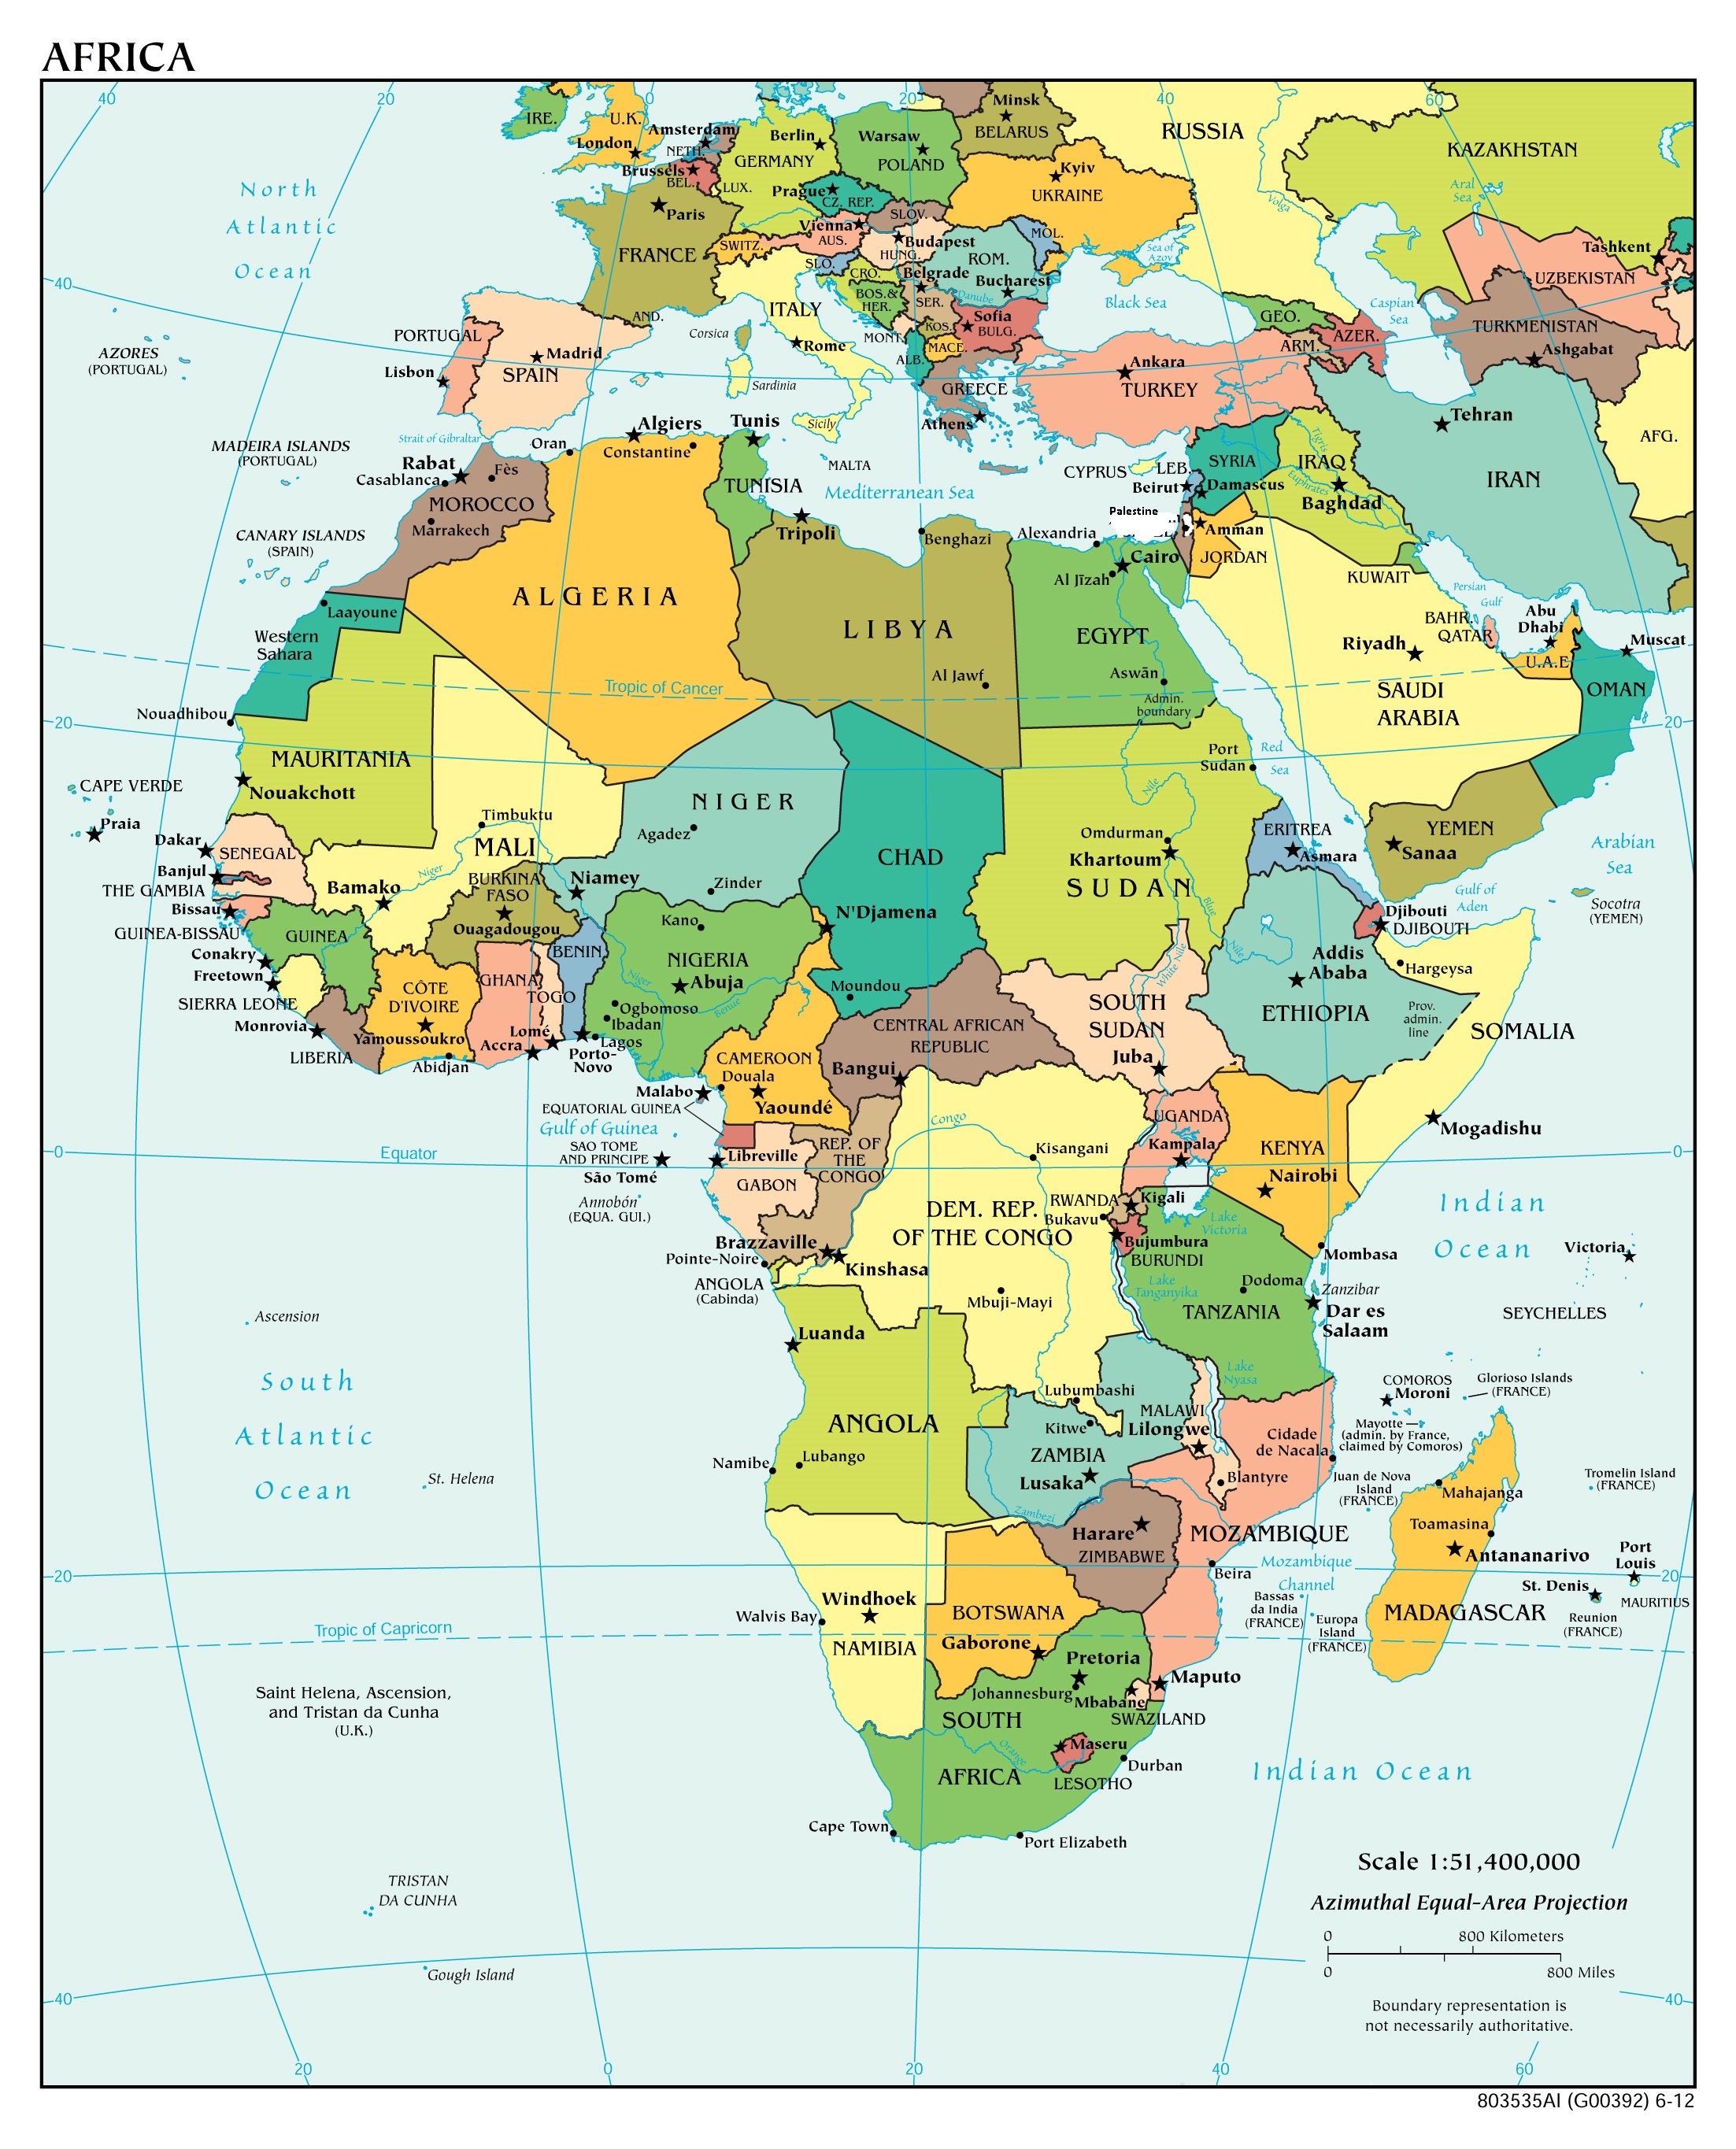 AFRICA
40
20
0
20
40
60
IRE.
U.K.
London
Amsterdam
NETH.
Brussels
BEL.
LUX.
Berlin
GERMANY
Warsaw
POLAND
Minsk
BELARUS
RUSSIA
KAZAKHSTAN
Aral
Sea
Volga
North
Atlantic
Ocean
Paris
FRANCE
Prague
CZ. REP.
SLOV.
Vienna
AUS.
SWITZ.
Budapest
HUNG.
Kyiv
UKRAINE
MOL.
Sea of
Azov
Tashkent
UZBEKISTAN
SLO.
CRO.
BOS.&
HER.
Belgrade
SER.
ROM.
Bucharest
Danube
Black Sea
Caspian
Sea
TURKMENISTAN
Ashgabat
40
AND.
ITALY
Corsica
Rome
MONT.
KOS.
Sofia
BULG.
MACE.
ALB.
GEO.
ARM.
AZER.
AZORES
(PORTUGAL)
PORTUGAL
Lisbon
Madrid
SPAIN
Sardinia
Sicily
GREECE
Athens
Ankara
TURKEY
Tehran
AFG.
MADEIRA ISLANDS
(PORTUGAL)
Strait of Gibraltar
Oran
Algiers
Constantine
Tunis
TUNISIA
MALTA
Mediterranean Sea
CYPRUS
LEB.
Beirut
SYRIA
Damascus
Tigris
IRAQ
Euphrates
Baghdad
IRAN
Rabat
Casablanca
Fès
MOROCCO
Marrakech
Tripoli
Benghazi
Alexandria
Palestine
Amman
JORDAN
CANARY ISLANDS
(SPAIN)
Cairo
Al Jīzah
KUWAIT
Persian
Gulf
Laayoune
Western
Sahara
ALGERIA
LIBYA
EGYPT
BAHR.
QATAR
Abu
Dhabi
U.A.E
Riyadh
Muscat
Al Jawf
Aswān
Admin.
boundary
Tropic of Cancer
SAUDI
ARABIA
OMAN
20
Nouadhibou
20
MAURITANIA
Nouakchott
Port
Sudan
Red
Sea
CAPE VERDE
Praia
Timbuktu
MALI
NIGER
Agadez
Nile
Omdurman
Khartoum
SUDAN
ERITREA
Asmara
YEMEN
Sanaa
Arabian
Sea
Dakar
SENEGAL
Banjul
THE GAMBIA
Bissau
GUINEA-BISSAU
Bamako
Niger
BURKINA
FASO
Ouagadougou
Niamey
Zinder
CHAD
N'Djamena
Blue
Nile
White Nile
Gulf of
Aden
Socotra
(YEMEN)
Djibouti
DJIBOUTI
GUINEA
Conakry
Freetown
SIERRA LEONE
Monrovia
LIBERIA
CÔTE
D'IVOIRE
Yamoussoukro
Abidjan
GHANA
Accra
TOGO
Lomé
BENIN
Porto-
Novo
Kano
NIGERIA
Abuja
Niger
Benue
Ogbomoso
Ibadan
Lagos
Moundou
Addis
Ababa
ETHIOPIA
Hargeysa
Prov.
admin.
line
SOMALIA
SOUTH
SUDAN
Juba
CENTRAL AFRICAN
REPUBLIC
Bangui
CAMEROON
Douala
Yaoundé
Malabo
EQUATORIAL GUINEA
Gulf of Guinea
SAO TOME
AND PRINCIPE
São Tomé
Annobón
(EQUA. GUI.)
0
Equator
Libreville
GABON
REP. OF
THE
CONGO
Congo
Kisangani
UGANDA
Kampala
KENYA
Nairobi
Mogadishu
0
DEM. REP.
OF THE CONGO
RWANDA
Kigali
Bukavu
Bujumbura
BURUNDI
Lake
Victoria
Indian
Ocean
Brazzaville
Pointe-Noire
Kinshasa
ANGOLA
(Cabinda)
Mombasa
Victoria
Lake
Tanganyika
Dodoma
TANZANIA
Zanzibar
Dar es
Salaam
SEYCHELLES
Mbuji-Mayi
Ascension
Luanda
South
Atlantic
Ocean
Lake
Nyasa
COMOROS
Moroni
Glorioso Islands
(FRANCE)
Lubumbashi
Kitwe
MALAWI
Lilongwe
Mayotte
(admin. by France,
claimed by Comoros)
ANGOLA
Lubango
Namibe
ZAMBIA
Lusaka
Cidade
de Nacala
Blantyre
Juan de Nova
Island
(FRANCE)
Mahajanga
Tromelin Island
(FRANCE)
St. Helena
Zambezi
Harare
ZIMBABWE
MOZAMBIQUE
Beira
Mozambique
Channel
Toamasina
Antananarivo
Port
Louis
St. Denis
MAURITIUS
Reunion
(FRANCE)
20
20
Windhoek
Walvis Bay
NAMIBIA
BOTSWANA
Gaborone
Bassas
da India
(FRANCE)
Europa
Island
(FRANCE)
MADAGASCAR
Tropic of Capricorn
Pretoria
Johannesburg
Mbabane
SWAZILAND
Maputo
Saint Helena, Ascension,
and Tristan da Cunha
(U.K.)
SOUTH
AFRICA
Orange
Maseru
LESOTHO
Durban
Indian Ocean
Cape Town
Port Elizabeth
TRISTAN
DA CUNHA
Gough Island
Scale 1:51,400,000
Azimuthal Equal-Area Projection
0
800 Kilometers
0
800 Miles
Boundary representation is
not necessarily authoritative.
40
40
20
0
20
40
60
803535AI (G00392) 6-12